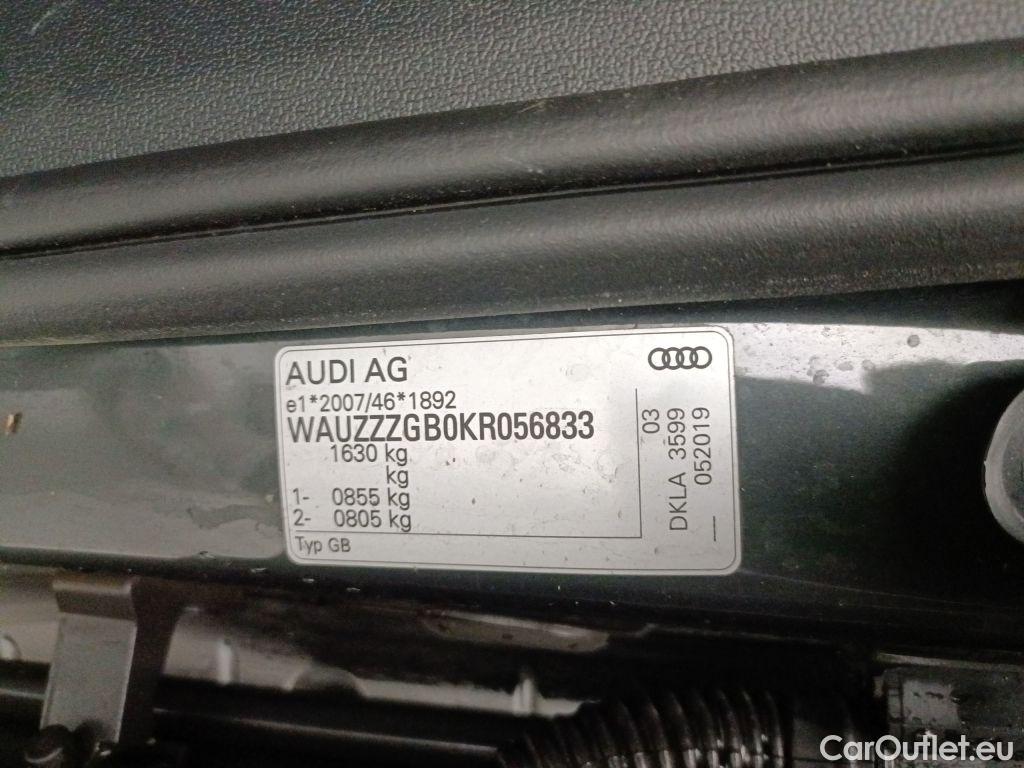 AUDI AG
e1*2007/46*1892
WAUZZZGB0KR056833
1630 kg
kg
1- 0855 kg
2- 0805 kg
Typ GB
03
DKLA 3599
052019
CarOutlet.eu